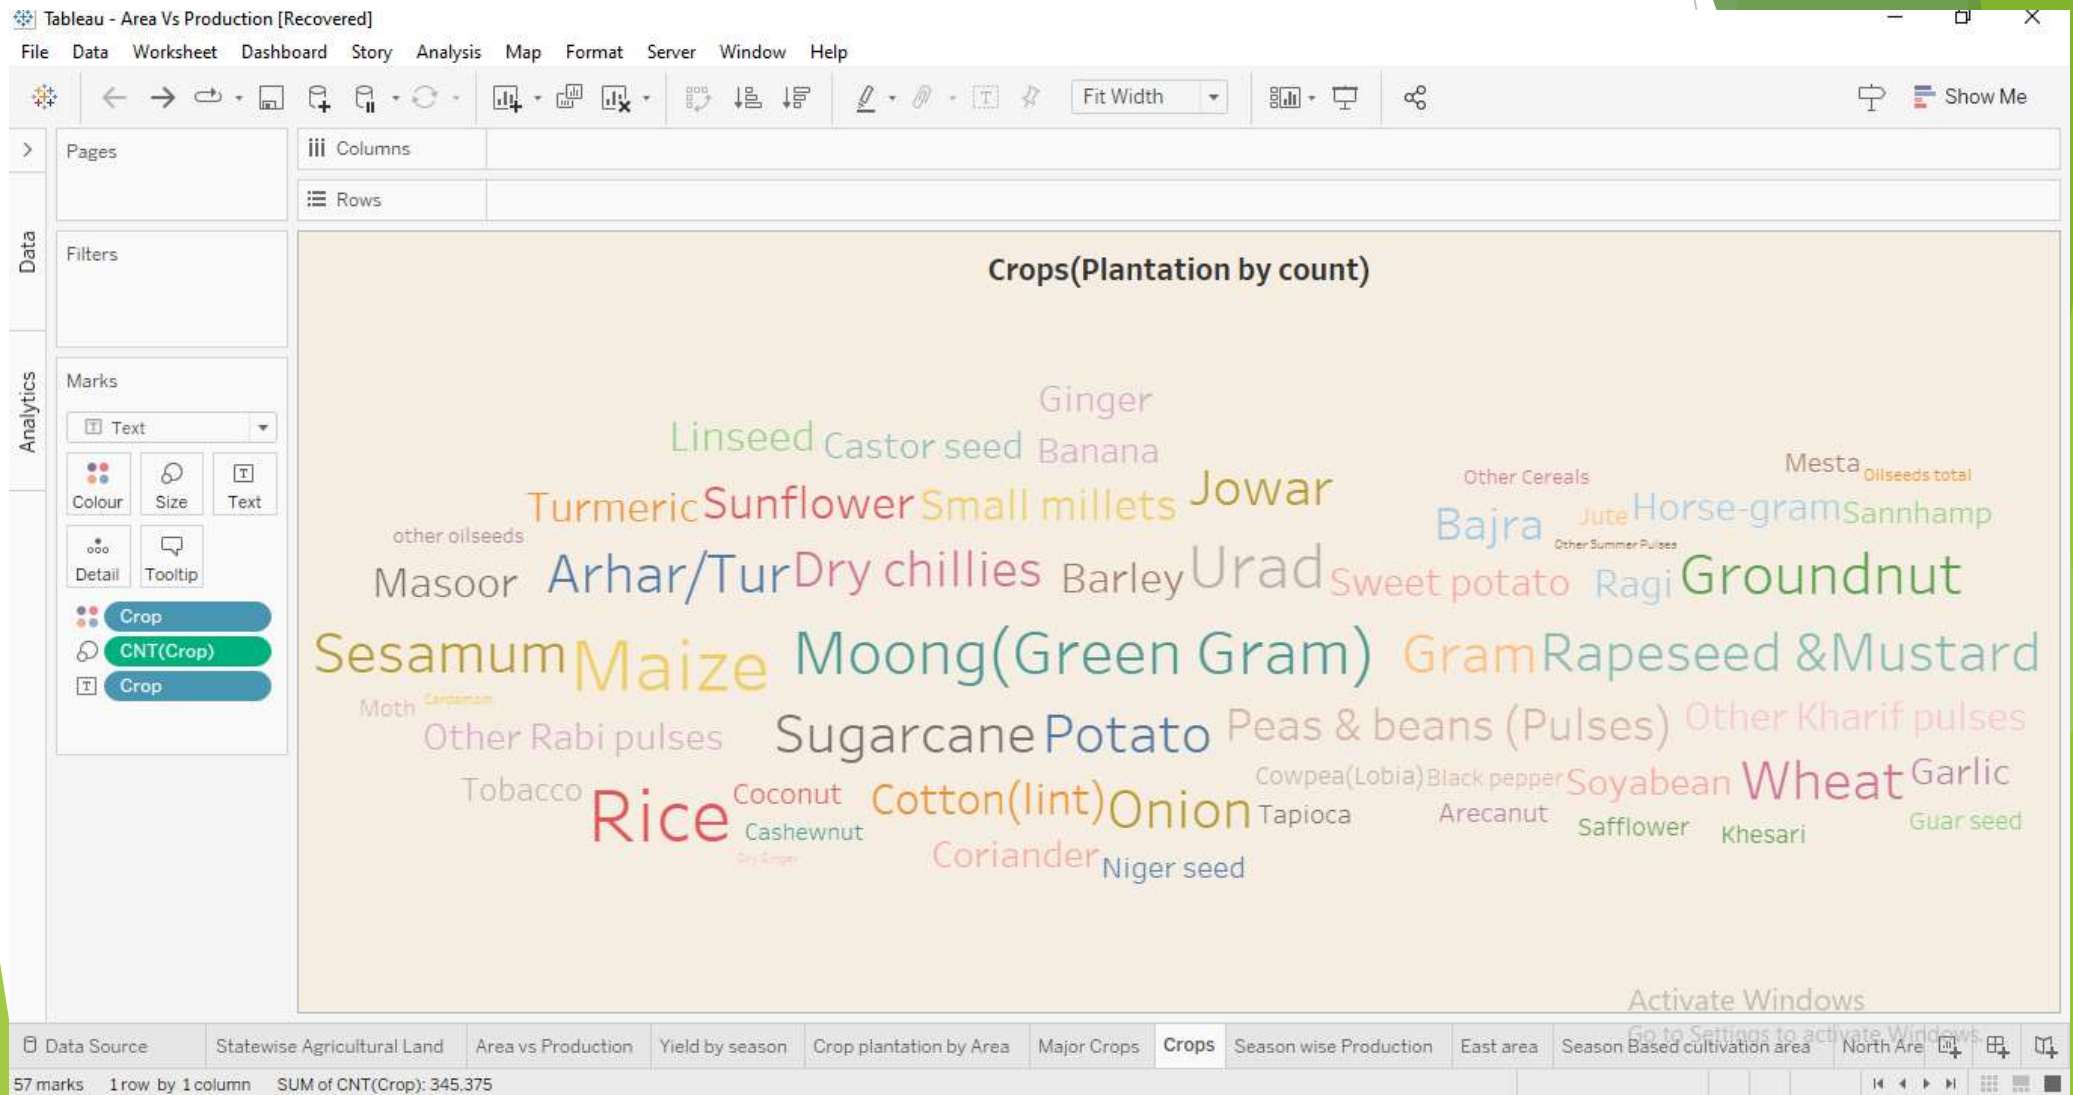 Tableau - Area Vs Production [Recovered]
File Data Worksheet Dashboard Story Analysis Map Format Server Window Help
Fit Width
Show Me
Pages
iii Columns
Rows
Data
Filters
Crops(Plantation by count)
Analytics
Marks
Text
Colour Size Text
Detail Tooltip
Crop
CNT(Crop)
Crop
Ginger
Linseed Castor seed Banana
Turmeric Sunflower Small millets Jowar
Other Cereals Mesta Oilseeds total
other oilseeds
Bajra Jute Horse-gram Sannhamp
Other Summer Pulses
Masoor Arhar/Tur Dry chillies Barley Urad Sweet potato Ragi Groundnut
Sesamum Maize Moong(Green Gram) Gram Rapeseed &Mustard
Moth Cardamom
Other Rabi pulses Sugarcane Potato Peas & beans (Pulses) Other Kharif pulses
Tobacco Rice Coconut Cotton(lint) Onion Cowpea(Lobia) Black pepper Soyabean Wheat Garlic
Cashewnut Tapioca Arecanut Safflower Khesari Guar seed
Dry Ginger Coriander Niger seed
Activate Windows
Go to Settings to activate Windows.
Data Source Statewise Agricultural Land Area vs Production Yield by season Crop plantation by Area Major Crops Crops Season wise Production East area Season Based cultivation area North Are
57 marks 1 row by 1 column SUM of CNT(Crop): 345,375